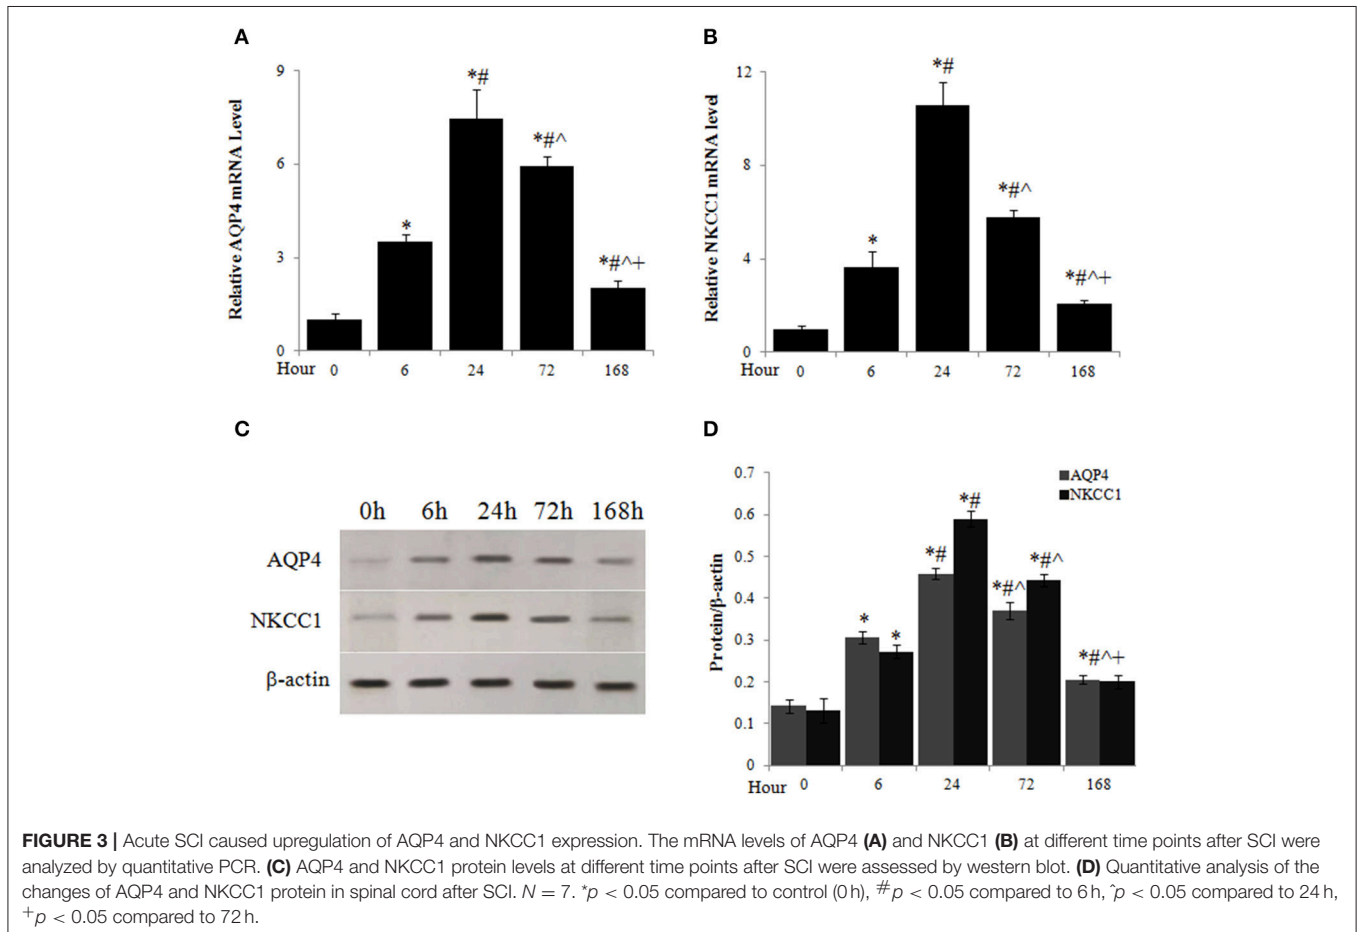 A
Relative AQP4 mRNA Level
9
6
3
0
*
*#
*#^
*#^+
Hour 0 6 24 72 168
B
Relative NKCC1 mRNA level
12
8
4
0
*
*#
*#^
*#^+
Hour 0 6 24 72 168
C
0h 6h 24h 72h 168h
AQP4
NKCC1
β-actin
D
Protein/β-actin
0.7
0.6
0.5
0.4
0.3
0.2
0.1
0
AQP4
NKCC1
*
*
*#
*#
*#^
*#^
*#^+
Hour 0 6 24 72 168
FIGURE 3 | Acute SCI caused upregulation of AQP4 and NKCC1 expression. The mRNA levels of AQP4 (A) and NKCC1 (B) at different time points after SCI were
analyzed by quantitative PCR. (C) AQP4 and NKCC1 protein levels at different time points after SCI were assessed by western blot. (D) Quantitative analysis of the
changes of AQP4 and NKCC1 protein in spinal cord after SCI. N = 7. *p < 0.05 compared to control (0 h), #p < 0.05 compared to 6 h, ^p < 0.05 compared to 24 h,
+p < 0.05 compared to 72 h.